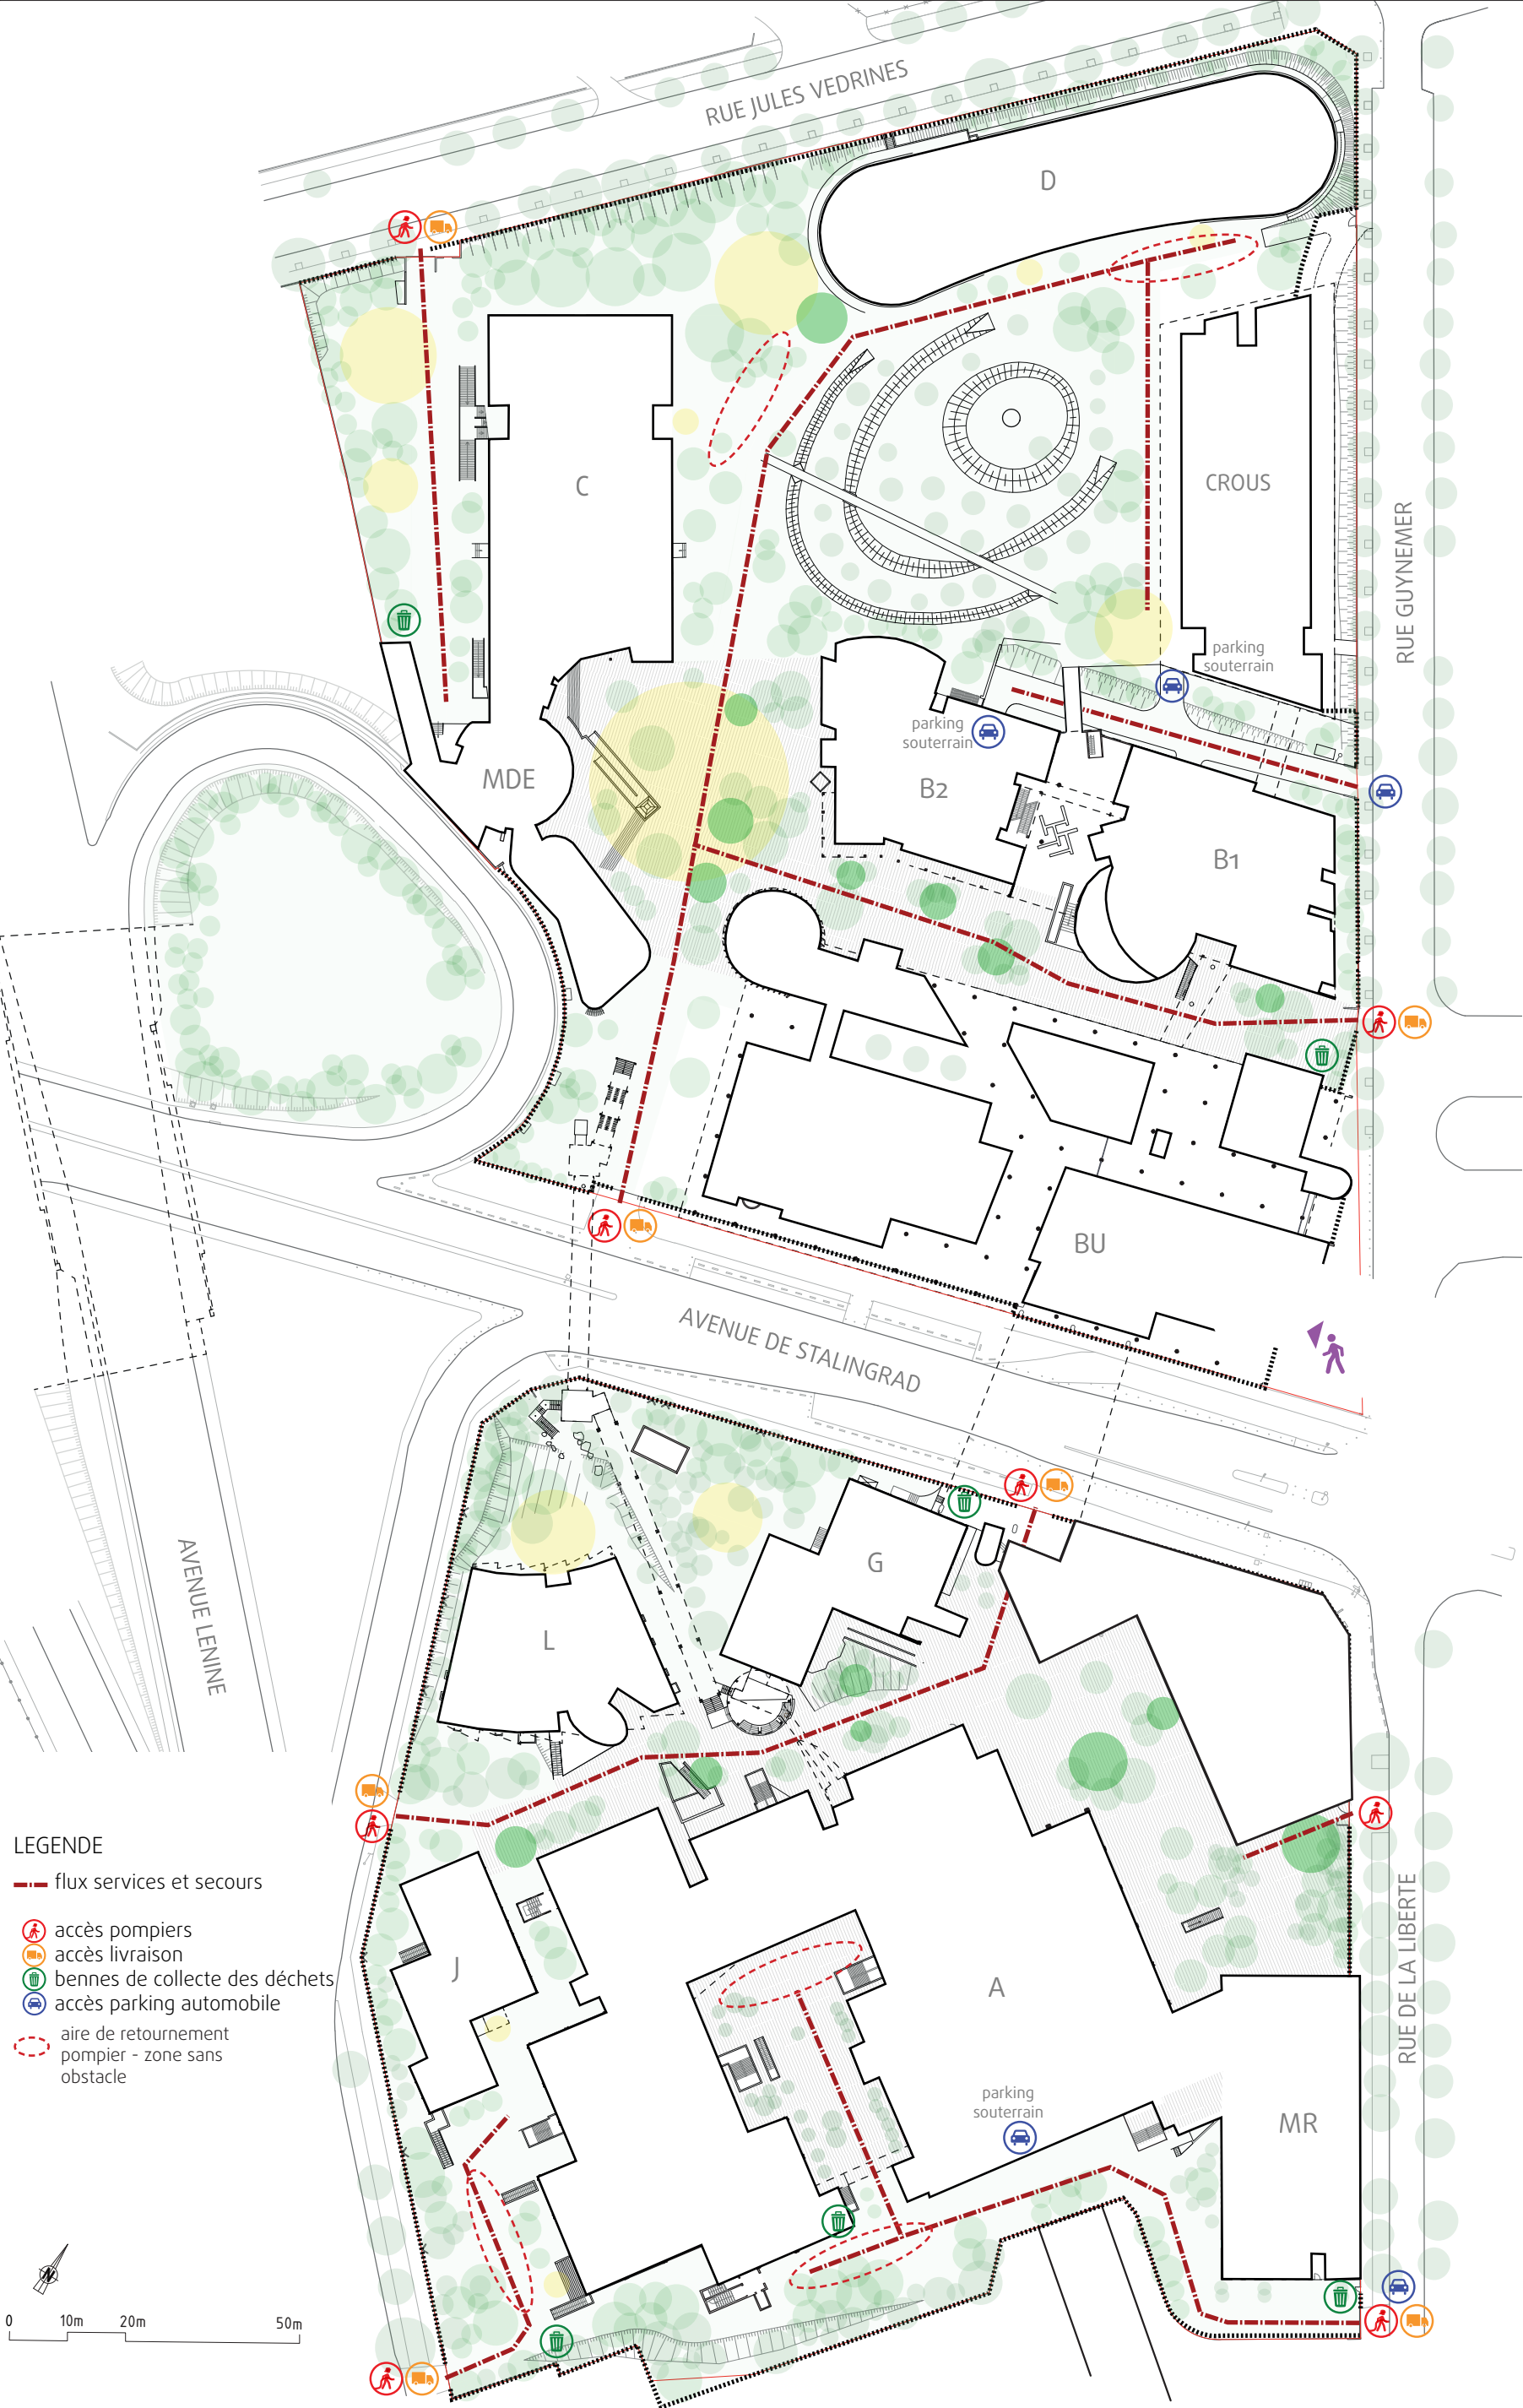 RUE JULES VEDRINES
D
C
CROUS
RUE GUYNEMER
parking
souterrain
parking
souterrain
MDE
B2
B1
BU
AVENUE DE STALINGRAD
G
L
AVENUE LENINE
LEGENDE
flux services et secours
accès pompiers
accès livraison
bennes de collecte des déchets
accès parking automobile
aire de retournement
pompier - zone sans
obstacle
J
A
RUE DE LA LIBERTE
parking
souterrain
MR
N
0 10m 20m 50m